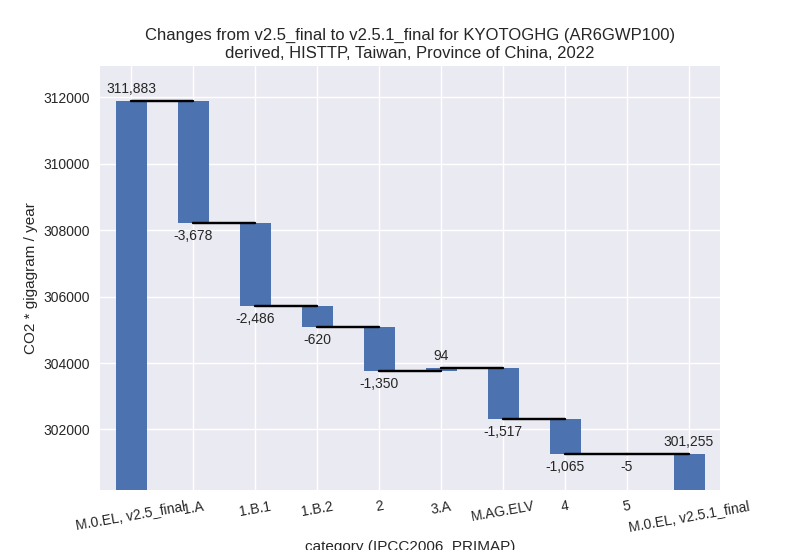 Changes from v2.5_final to v2.5.1_final for KYOTOGHG (AR6GWP100)
derived, HISTTP, Taiwan, Province of China, 2022
CO2 * gigagram / year
312000
310000
308000
306000
304000
302000
311,883
-3,678
-2,486
-620
-1,350
94
-1,517
-1,065
-5
301,255
M.0.EL, v2.5_final
1.A
1.B.1
1.B.2
2
3.A
M.AG.ELV
4
5
M.0.EL, v2.5.1_final
category (IPCC2006_PRIMAP)